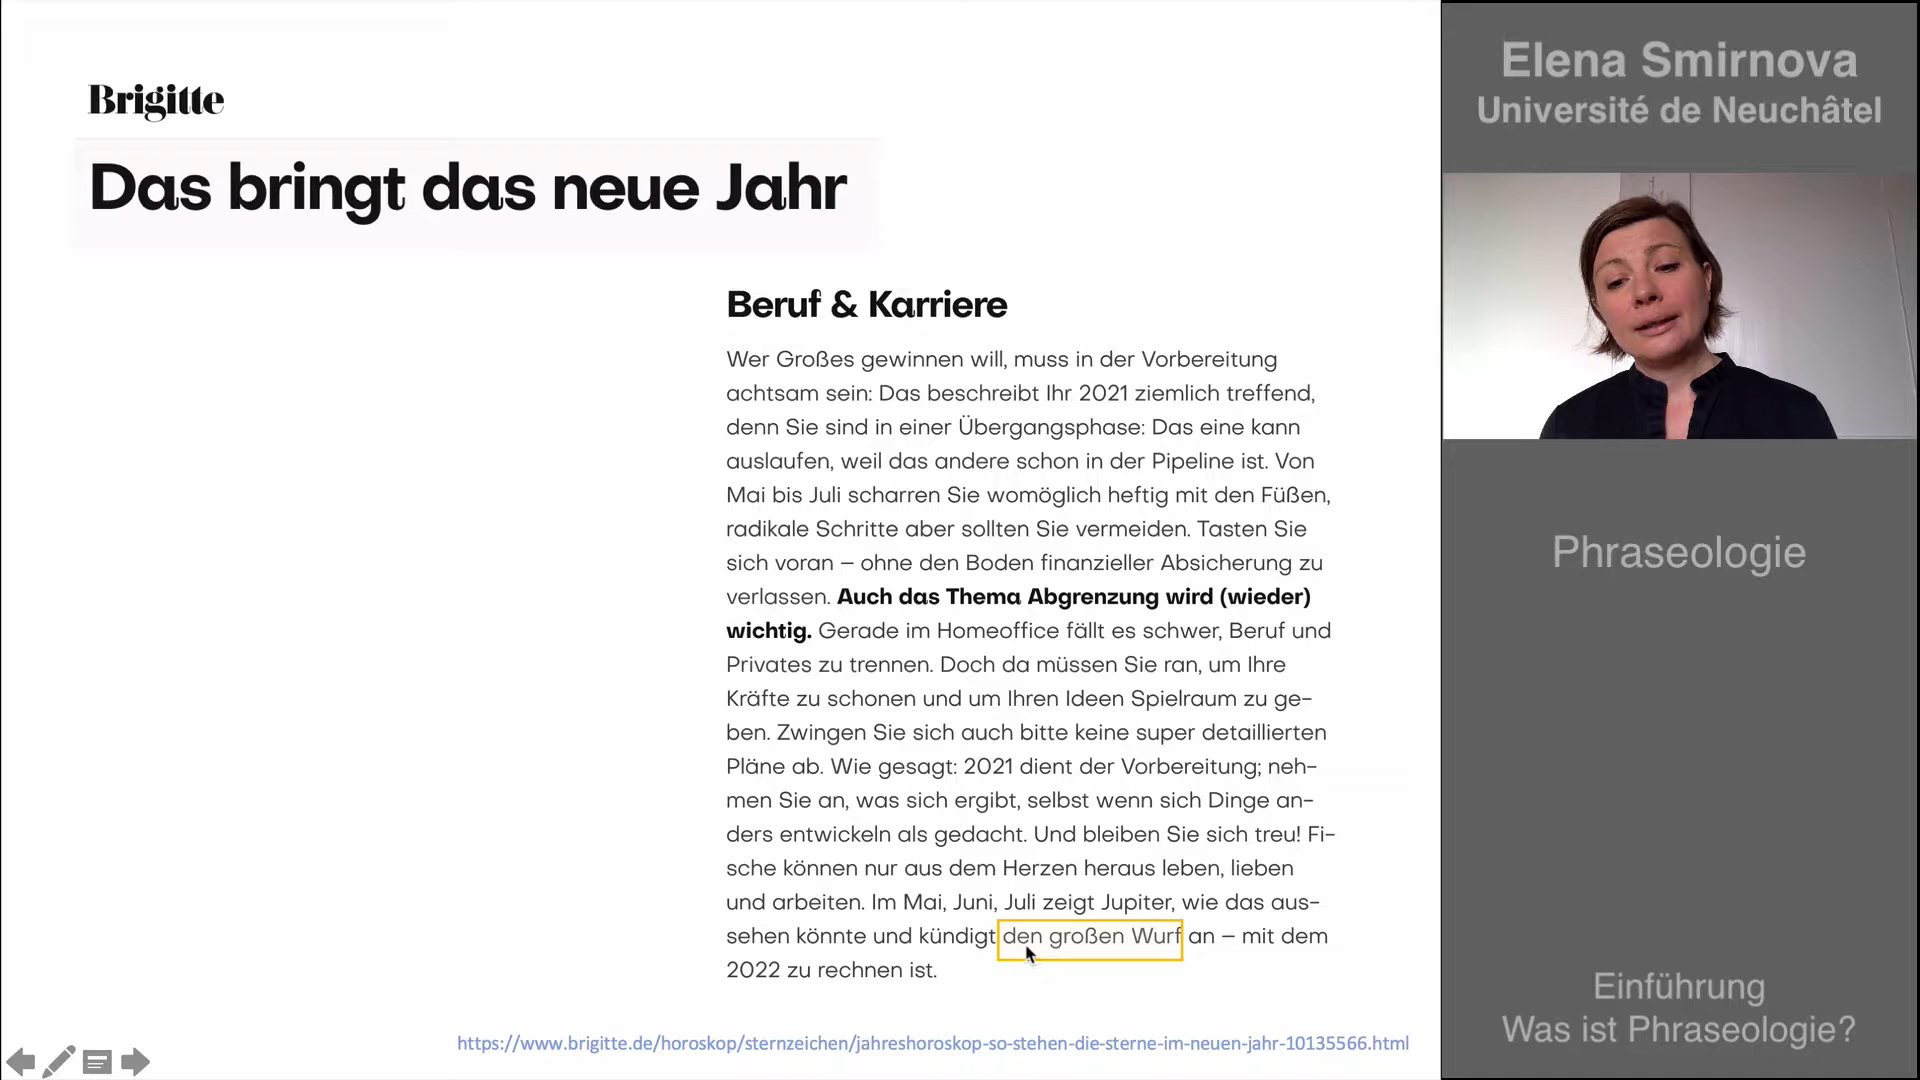 Brigitte
Das bringt das neue Jahr
Beruf & Karriere
Wer Großes gewinnen will, muss in der Vorbereitung
achtsam sein: Das beschreibt Ihr 2021 ziemlich treffend,
denn Sie sind in einer Übergangsphase: Das eine kann
auslaufen, weil das andere schon in der Pipeline ist. Von
Mai bis Juli scharren Sie womöglich heftig mit den Füßen,
radikale Schritte aber sollten Sie vermeiden. Tasten Sie
sich voran – ohne den Boden finanzieller Absicherung zu
verlassen. Auch das Thema Abgrenzung wird (wieder)
wichtig. Gerade im Homeoffice fällt es schwer, Beruf und
Privates zu trennen. Doch da müssen Sie ran, um Ihre
Kräfte zu schonen und um Ihren Ideen Spielraum zu ge-
ben. Zwingen Sie sich auch bitte keine super detaillierten
Pläne ab. Wie gesagt: 2021 dient der Vorbereitung; neh-
men Sie an, was sich ergibt, selbst wenn sich Dinge an-
ders entwickeln als gedacht. Und bleiben Sie sich treu! Fi-
sche können nur aus dem Herzen heraus leben, lieben
und arbeiten. Im Mai, Juni, Juli zeigt Jupiter, wie das aus-
sehen könnte und kündigt den großen Wurf an – mit dem
2022 zu rechnen ist.
https://www.brigitte.de/horoskop/sternzeichen/jahreshoroskop-so-stehen-die-sterne-im-neuen-jahr-10135566.html
Elena Smirnova
Université de Neuchâtel
Phraseologie
Einführung
Was ist Phraseologie?